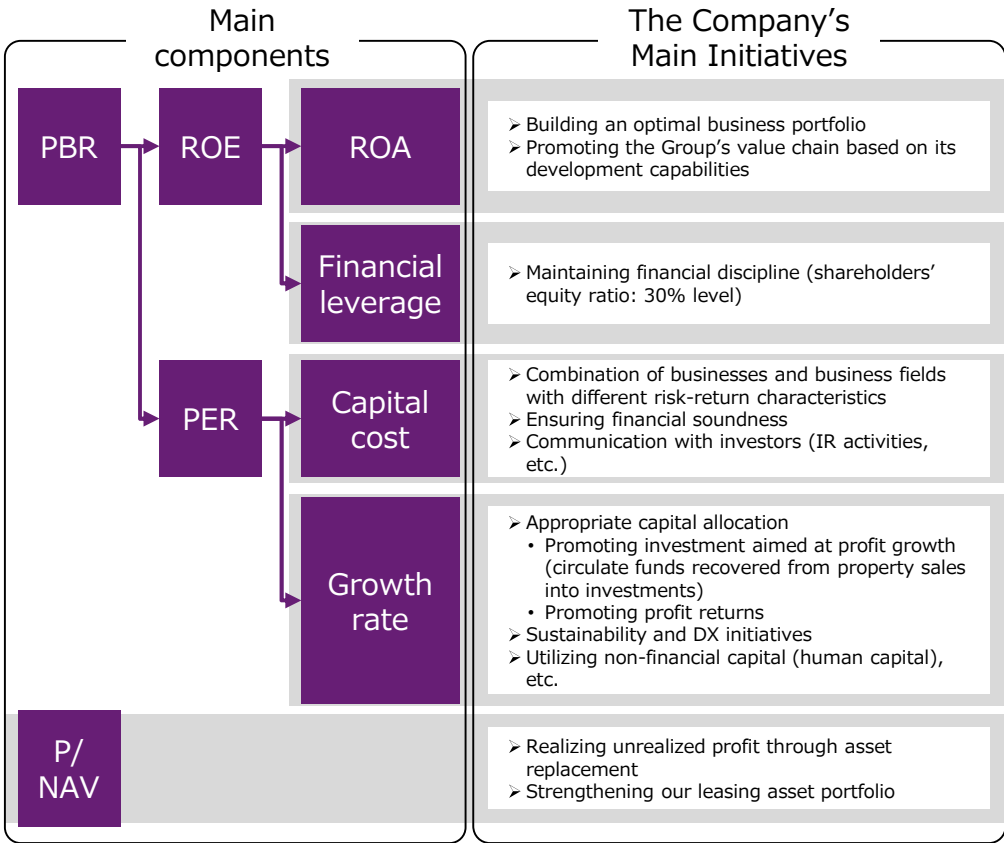 Main
components
The Company's
Main Initiatives
PBR
ROE
ROA
➢ Building an optimal business portfolio
➢ Promoting the Group's value chain based on its
development capabilities
Financial
leverage
➢ Maintaining financial discipline (shareholders'
equity ratio: 30% level)
PER
Capital
cost
➢ Combination of businesses and business fields
with different risk-return characteristics
➢ Ensuring financial soundness
➢ Communication with investors (IR activities,
etc.)
Growth
rate
➢ Appropriate capital allocation
• Promoting investment aimed at profit growth
(circulate funds recovered from property sales
into investments)
• Promoting profit returns
➢ Sustainability and DX initiatives
➢ Utilizing non-financial capital (human capital),
etc.
P/
NAV
➢ Realizing unrealized profit through asset
replacement
➢ Strengthening our leasing asset portfolio